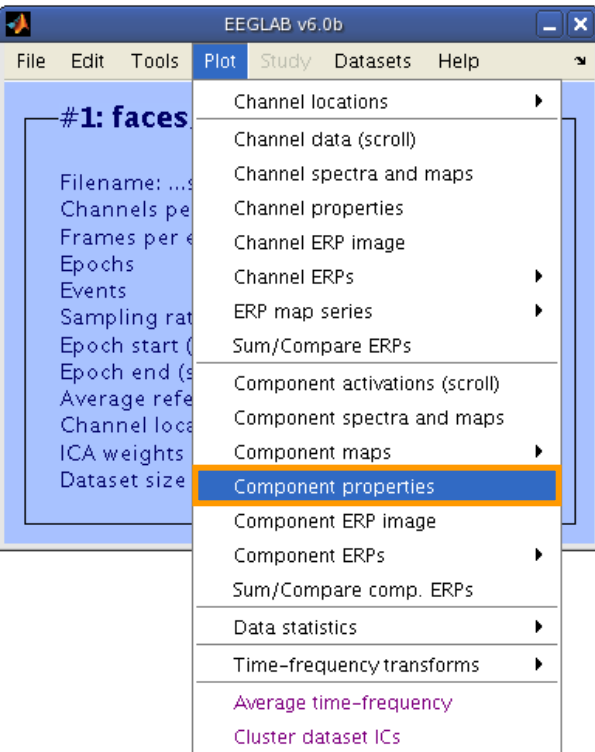 EEGLAB v6.0b
File Edit Tools Plot Study Datasets Help
#1: faces
Filename: ...s
Channels pe
Frames per e
Epochs
Events
Sampling rat
Epoch start (
Epoch end (s
Average refe
Channel loca
ICA weights
Dataset size
Channel locations
Channel data (scroll)
Channel spectra and maps
Channel properties
Channel ERP image
Channel ERPs
ERP map series
Sum/Compare ERPs
Component activations (scroll)
Component spectra and maps
Component maps
Component properties
Component ERP image
Component ERPs
Sum/Compare comp. ERPs
Data statistics
Time-frequency transforms
Average time-frequency
Cluster dataset ICs